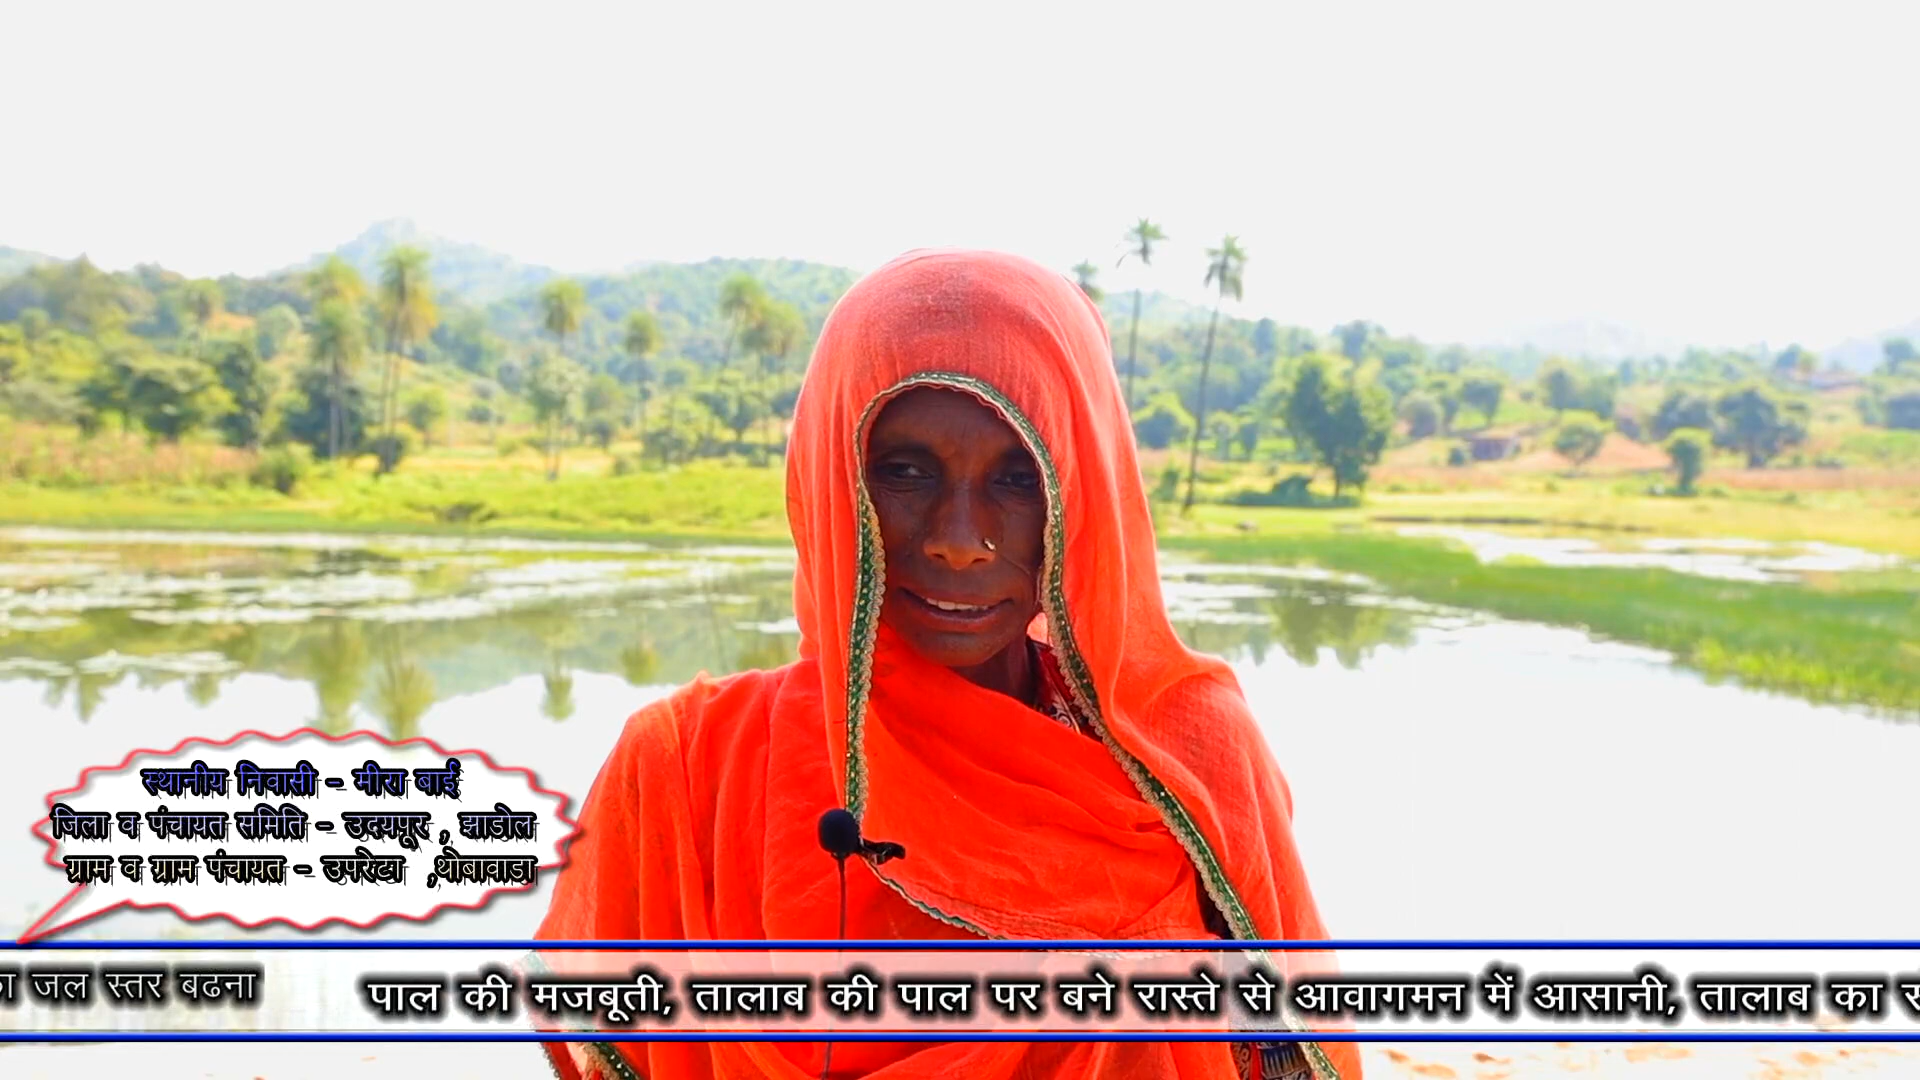 स्थानीय निवासी - मीरा बाई
जिला व पंचायत समिति - उदयपूर , झाडोल
ग्राम व ग्राम पंचायत - उपरेटा ,थोबावाडा
जल स्तर बढना
पाल की मजबूती, तालाब की पाल पर बने रास्ते से आवागमन में आसानी, तालाब का